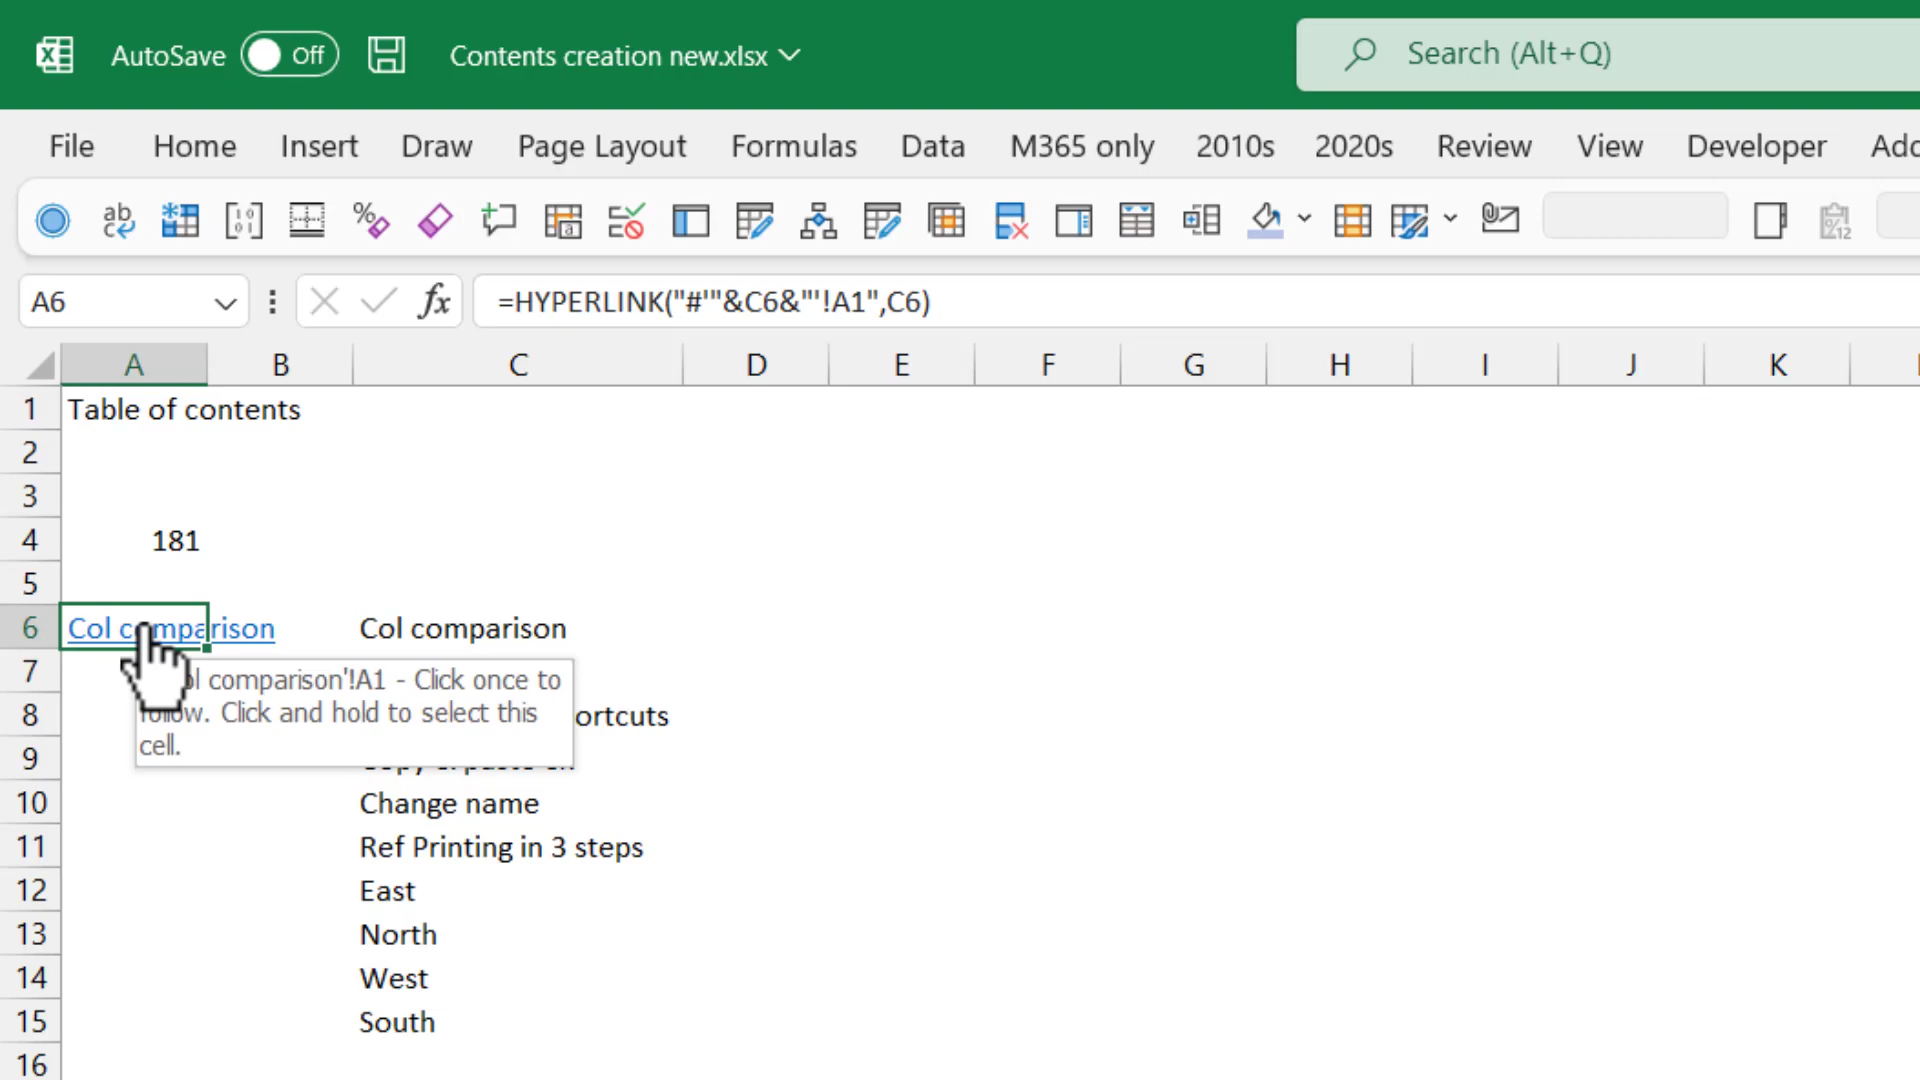 AutoSave Off Contents creation new.xlsx Search (Alt+Q)
File Home Insert Draw Page Layout Formulas Data M365 only 2010s 2020s Review View Developer
A6 fx =HYPERLINK("#'"&C6&"'!A1",C6)
A B C D E F G H I J K
1 Table of contents
2
3
4 181
5
6 Col comparison Col comparison
7 comparison'!A1 - Click once to
follow. Click and hold to select this
cell.
8 ortcuts
9
10 Change name
11 Ref Printing in 3 steps
12 East
13 North
14 West
15 South
16